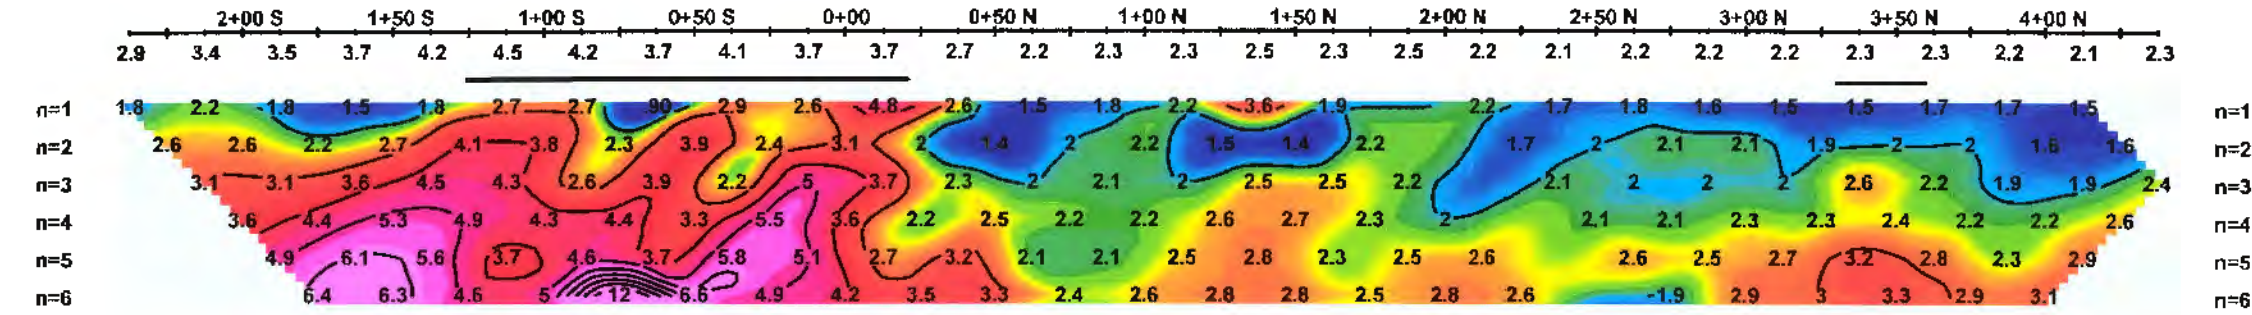 2+00 S 1+50 S 1+00 S 0+50 S 0+00 0+50 N 1+00 N 1+50 N 2+00 N 2+50 N 3+00 N 3+50 N 4+00 N
2.9 3.4 3.5 3.7 4.2 4.5 4.2 3.7 4.1 3.7 3.7 2.7 2.2 2.3 2.3 2.5 2.3 2.5 2.2 2.1 2.2 2.2 2.2 2.3 2.3 2.2 2.1 2.3
n=1 1.8 2.2 -1.8 1.5 1.8 2.7 2.7 .90 2.9 2.6 4.8 2.6 1.5 1.8 2.2 3.6 1.9 2.2 1.7 1.8 1.6 1.5 1.5 1.7 1.7 1.5 n=1
n=2 2.6 2.6 2.2 2.7 4.1 3.8 2.3 3.9 2.4 3.1 2 1.4 2 2.2 1.5 1.4 2.2 1.7 2 2.1 2.1 1.9 2 2 1.6 1.6 n=2
n=3 3.1 3.1 3.6 4.5 4.3 2.6 3.9 2.2 5 3.7 2.3 2 2.1 2 2.5 2.5 2.2 2.1 2 2 2 2.6 2.2 1.9 1.9 2.4 n=3
n=4 3.6 4.4 5.3 4.9 4.3 4.4 3.3 5.5 3.6 2.2 2.5 2.2 2.2 2.6 2.7 2.3 2 2.1 2.1 2.3 2.3 2.4 2.2 2.2 2.6 n=4
n=5 4.9 6.1 5.6 3.7 4.6 3.7 5.8 5.1 2.7 3.2 2.1 2.1 2.5 2.8 2.3 2.5 2.6 2.6 2.5 2.7 3.2 2.8 2.3 2.9 n=5
n=6 6.4 6.3 4.6 5 12 6.6 4.9 4.2 3.5 3.3 2.4 2.6 2.8 2.8 2.5 2.8 2.6 -1.9 2.9 3 3.3 2.9 3.1 n=6